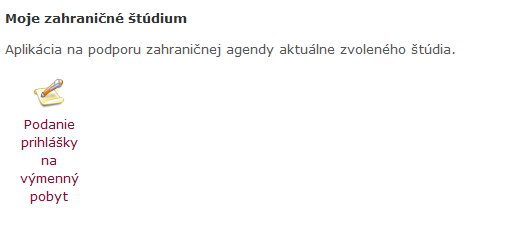 Moje zahraničné štúdium
Aplikácia na podporu zahraničnej agendy aktuálne zvoleného štúdia.
Podanie
prihlášky
na
výmenný
pobyt